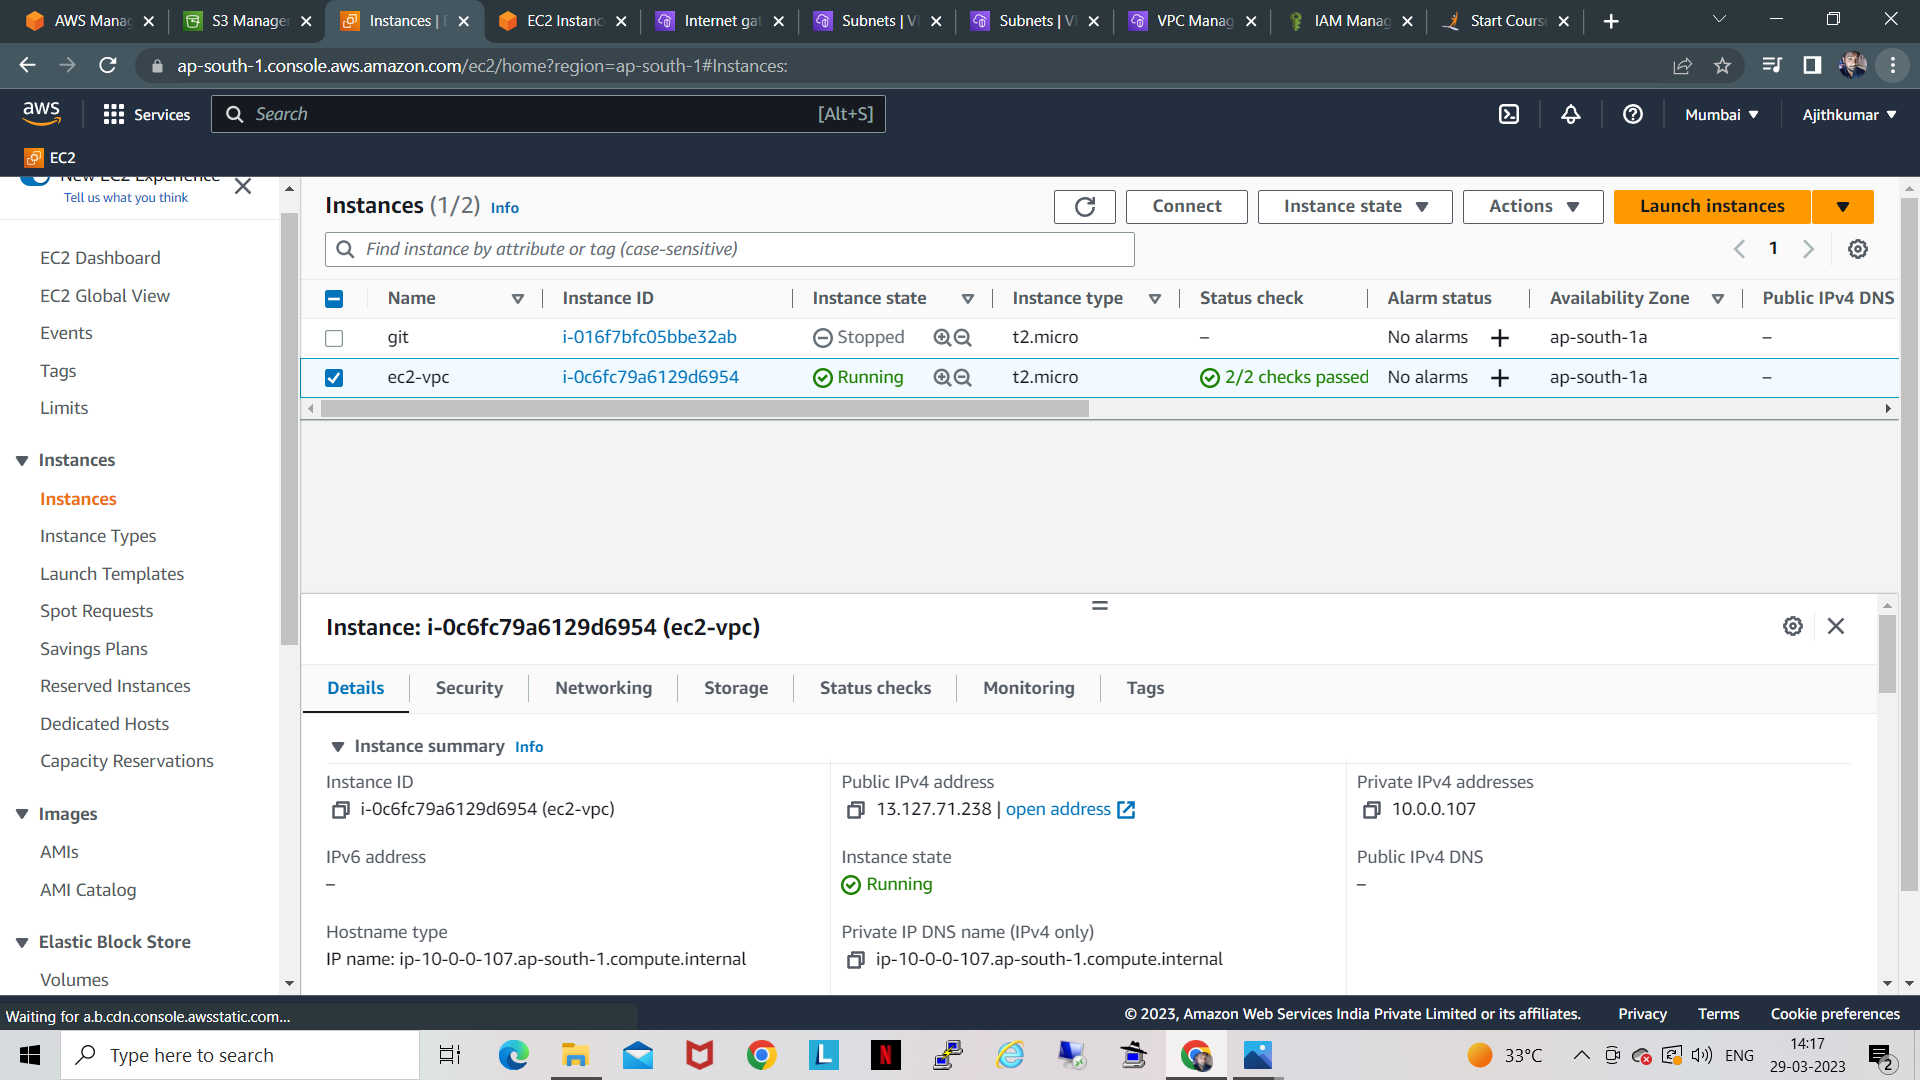 AWS Mana
S3 Manage
Instances | E
EC2 Instanc
Internet gat
Subnets | VI
Subnets | VI
VPC Manag
IAM Manag
Start Cours
ap-south-1.console.aws.amazon.com/ec2/home?region=ap-south-1#Instances:
aws
Services
Search
[Alt+S]
Mumbai
Ajithkumar
EC2
New EC2 Experience
Tell us what you think
EC2 Dashboard
EC2 Global View
Events
Tags
Limits
Instances
Instances
Instance Types
Launch Templates
Spot Requests
Savings Plans
Reserved Instances
Dedicated Hosts
Capacity Reservations
Images
AMIs
AMI Catalog
Elastic Block Store
Volumes
Instances (1/2) Info
Connect
Instance state
Actions
Launch instances
Find instance by attribute or tag (case-sensitive)
1
Name Instance ID Instance state Instance type Status check Alarm status Availability Zone Public IPv4 DNS
git i-016f7bfc05bbe32ab Stopped t2.micro – No alarms + ap-south-1a –
ec2-vpc i-0c6fc79a6129d6954 Running t2.micro 2/2 checks passed No alarms + ap-south-1a –
Instance: i-0c6fc79a6129d6954 (ec2-vpc)
Details Security Networking Storage Status checks Monitoring Tags
Instance summary Info
Instance ID
i-0c6fc79a6129d6954 (ec2-vpc)
Public IPv4 address
13.127.71.238 | open address
Private IPv4 addresses
10.0.0.107
IPv6 address
–
Instance state
Running
Public IPv4 DNS
–
Hostname type
IP name: ip-10-0-0-107.ap-south-1.compute.internal
Private IP DNS name (IPv4 only)
ip-10-0-0-107.ap-south-1.compute.internal
Waiting for a.b.cdn.console.awsstatic.com...
© 2023, Amazon Web Services India Private Limited or its affiliates.
Privacy
Terms
Cookie preferences
Type here to search
L
N
33°C
ENG
14:17
29-03-2023
2